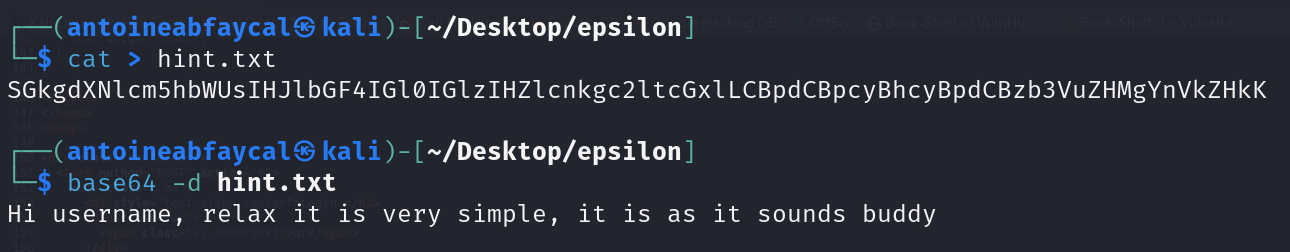 ┌──(antoineabfaycal㉿kali)-[~/Desktop/epsilon]
└─$ cat > hint.txt
SGkgdXNlcm5hbWUsIHJlbGF4IGl0IGlzIHZlcnkgc2ltcGxlLCBpdCBpcyBhcyBpdCBzb3VuZHMgYnVkZHkK
┌──(antoineabfaycal㉿kali)-[~/Desktop/epsilon]
└─$ base64 -d hint.txt
Hi username, relax it is very simple, it is as it sounds buddy